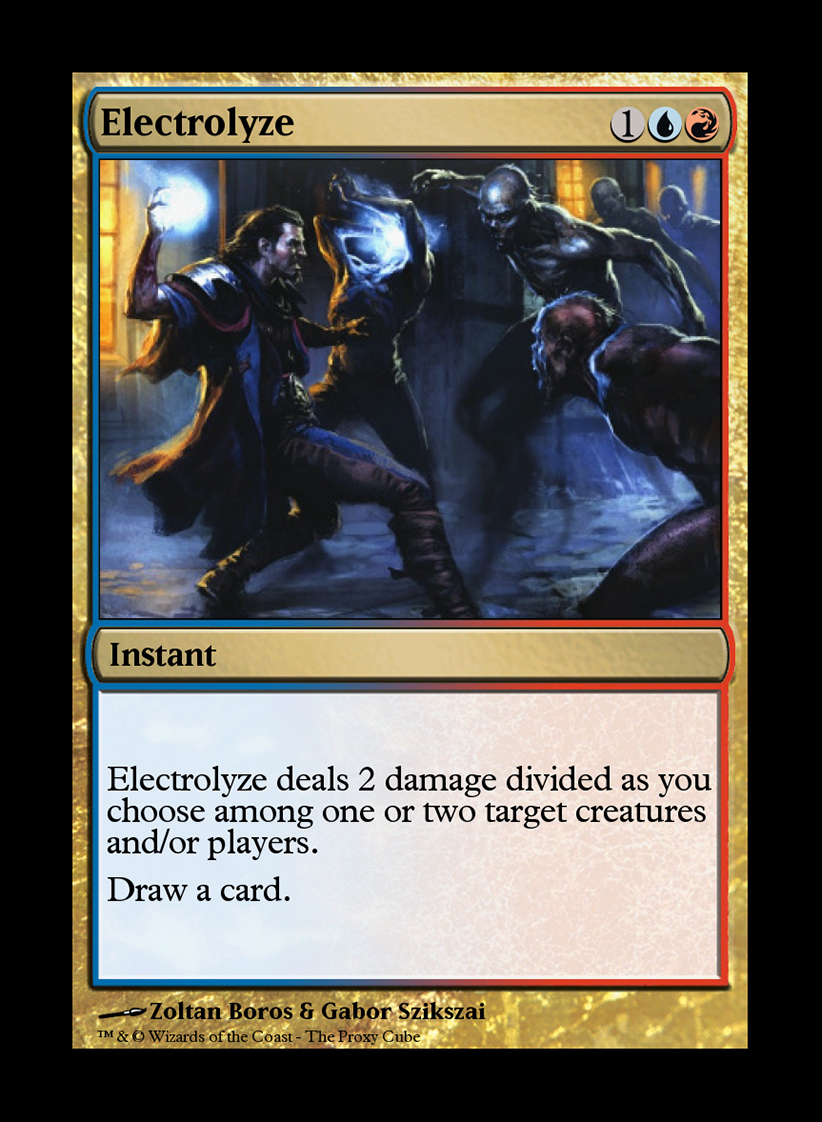 Electrolyze 1
Instant
Electrolyze deals 2 damage divided as you
choose among one or two target creatures
and/or players.
Draw a card.
Zoltan Boros & Gabor Szikszai
™ & © Wizards of the Coast - The Proxy Cube